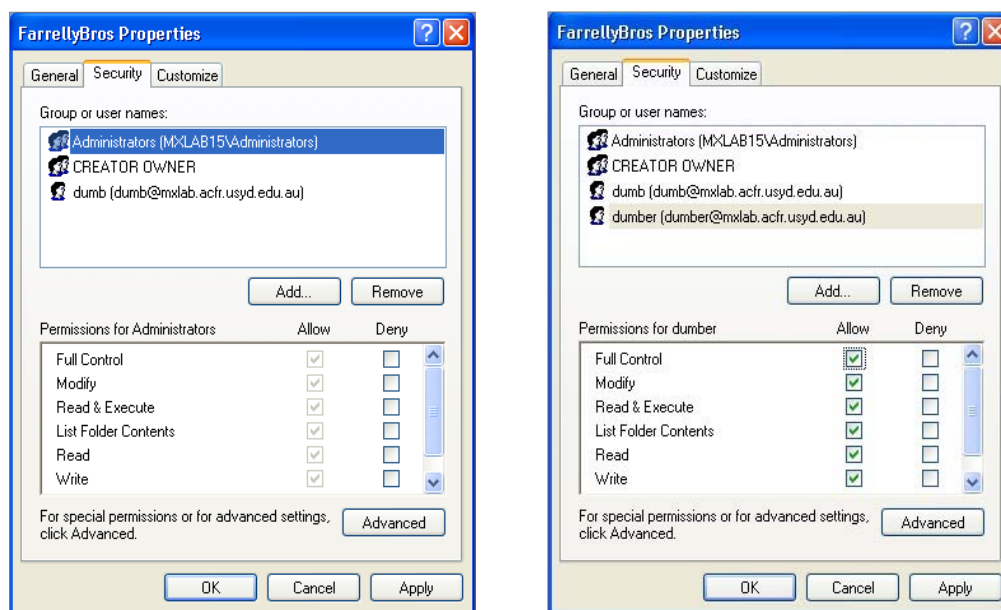 FarrellyBros Properties
General Security Customize
Group or user names:
Administrators (MXLAB15\Administrators)
CREATOR OWNER
dumb (dumb@mxlab.acfr.usyd.edu.au)
Add... Remove
Permissions for Administrators Allow Deny
Full Control
Modify
Read & Execute
List Folder Contents
Read
Write
For special permissions or for advanced settings,
click Advanced.
Advanced
OK Cancel Apply
FarrellyBros Properties
General Security Customize
Group or user names:
Administrators (MXLAB15\Administrators)
CREATOR OWNER
dumb (dumb@mxlab.acfr.usyd.edu.au)
dumber (dumber@mxlab.acfr.usyd.edu.au)
Add... Remove
Permissions for dumber Allow Deny
Full Control
Modify
Read & Execute
List Folder Contents
Read
Write
For special permissions or for advanced settings,
click Advanced.
Advanced
OK Cancel Apply